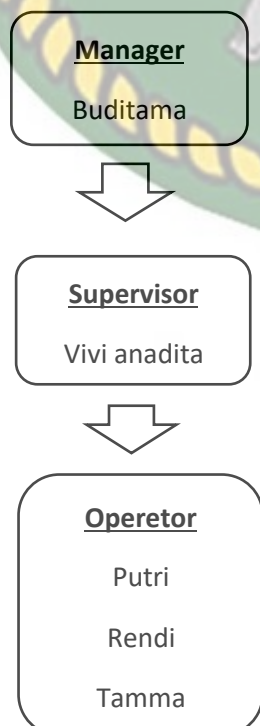 Manager
Buditama
Supervisor
Vivi anadita
Operetor
Putri
Rendi
Tamma